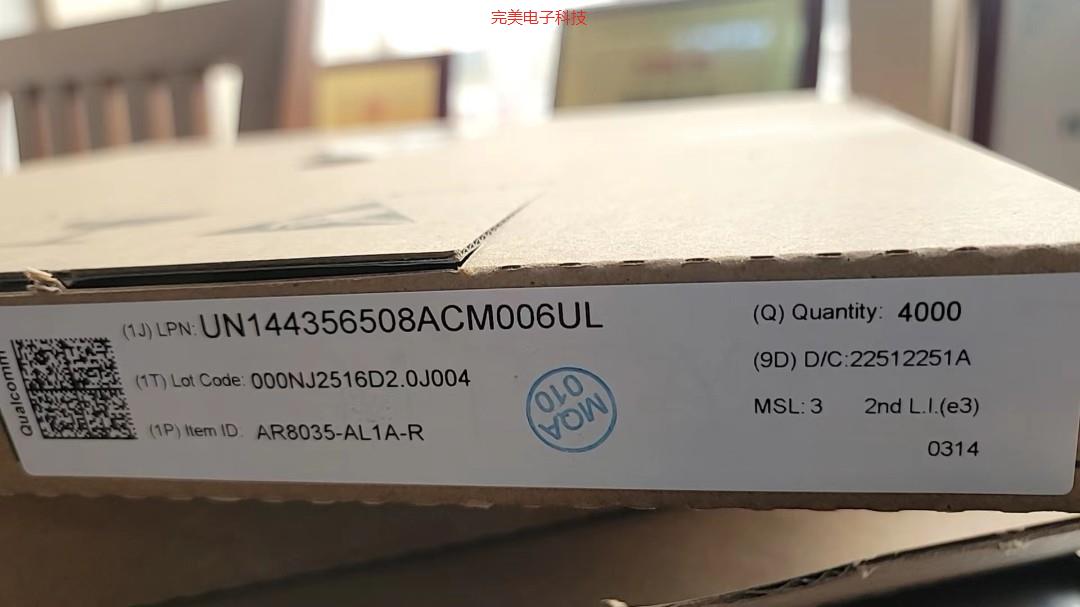 完美电子科技
Qualcomm
(1J) LPN: UN144356508ACM006UL
(1T) Lot Code: 000NJ2516D2.0J004
(1P) Item ID: AR8035-AL1A-R
MQA
010
(Q) Quantity: 4000
(9D) D/C:22512251A
MSL: 3 2nd L.I.(e3)
0314